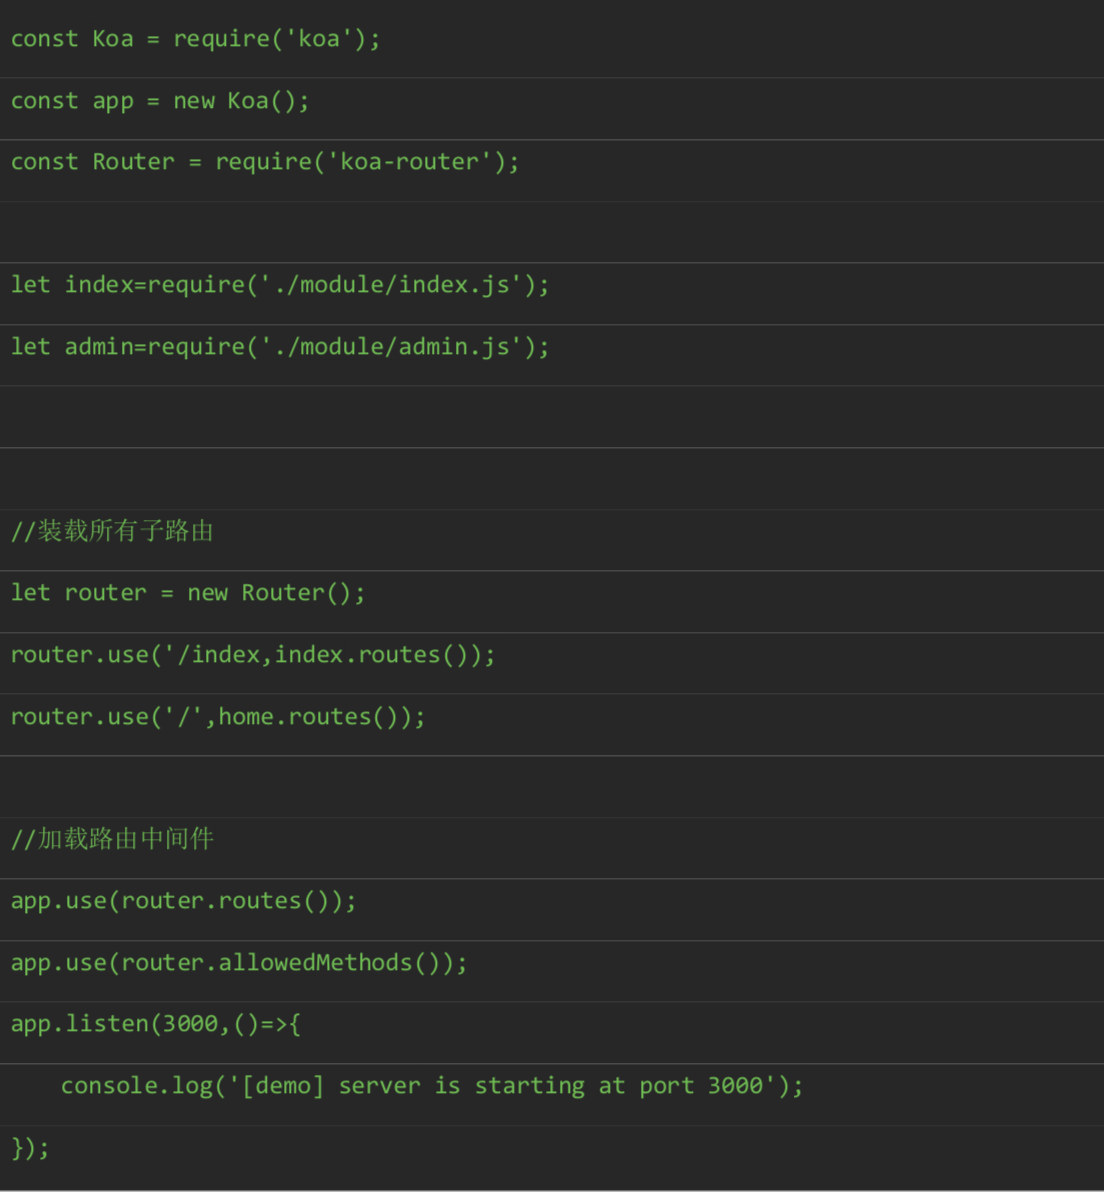 const Koa = require('koa');
const app = new Koa();
const Router = require('koa-router');
let index=require('./module/index.js');
let admin=require('./module/admin.js');
//装载所有子路由
let router = new Router();
router.use('/index,index.routes());
router.use('/',home.routes());
//加载路由中间件
app.use(router.routes());
app.use(router.allowedMethods());
app.listen(3000,()=>{
console.log('[demo] server is starting at port 3000');
});